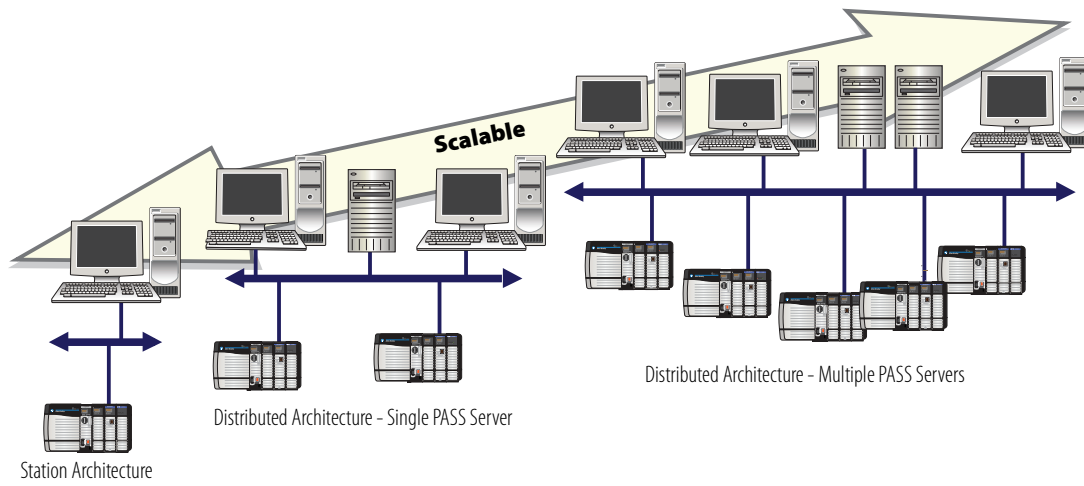 Scalable
Distributed Architecture - Multiple PASS Servers
Distributed Architecture - Single PASS Server
Station Architecture